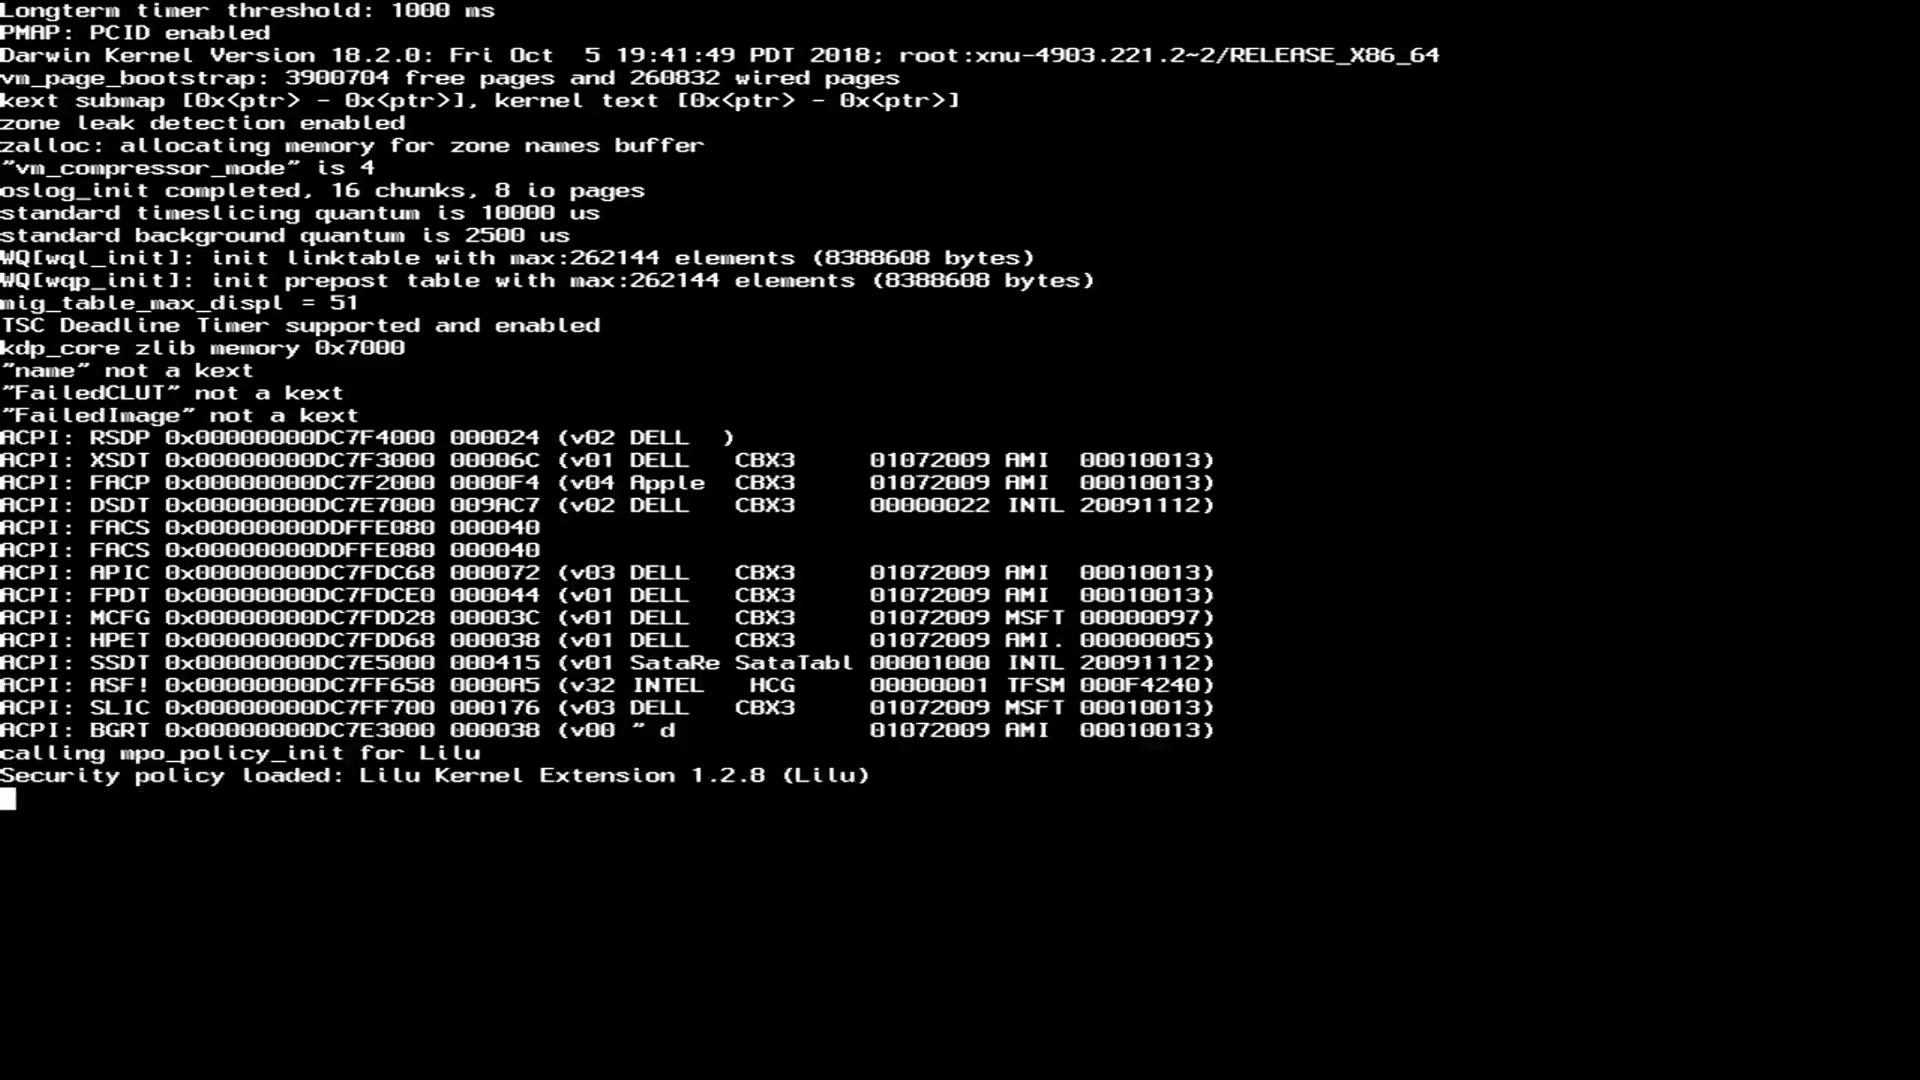 Longterm timer threshold: 1000 ms
PMAP: PCID enabled
Darwin Kernel Version 18.2.0: Fri Oct  5 19:41:49 PDT 2018; root:xnu-4903.221.2~2/RELEASE_X86_64
vm_page_bootstrap: 3900704 free pages and 260832 wired pages
kext submap [0x<ptr> - 0x<ptr>], kernel text [0x<ptr> - 0x<ptr>]
zone leak detection enabled
zalloc: allocating memory for zone names buffer
"vm_compressor_mode" is 4
oslog_init completed, 16 chunks, 8 io pages
standard timeslicing quantum is 10000 us
standard background quantum is 2500 us
WQ[wql_init]: init linktable with max:262144 elements (8388608 bytes)
WQ[wqp_init]: init prepost table with max:262144 elements (8388608 bytes)
mig_table_max_displ = 51
TSC Deadline Timer supported and enabled
kdp_core zlib memory 0x7000
"name" not a kext
"FailedCLUT" not a kext
"FailedImage" not a kext
ACPI: RSDP 0x00000000DC7F4000 000024 (v02 DELL  )
ACPI: XSDT 0x00000000DC7F3000 00006C (v01 DELL   CBX3     01072009 AMI  00010013)
ACPI: FACP 0x00000000DC7F2000 0000F4 (v04 Apple  CBX3     01072009 AMI  00010013)
ACPI: DSDT 0x00000000DC7E7000 009AC7 (v02 DELL   CBX3     00000022 INTL 20091112)
ACPI: FACS 0x00000000DDFFE080 000040
ACPI: FACS 0x00000000DDFFE080 000040
ACPI: APIC 0x00000000DC7FDC68 000072 (v03 DELL   CBX3     01072009 AMI  00010013)
ACPI: FPDT 0x00000000DC7FDCE0 000044 (v01 DELL   CBX3     01072009 AMI  00010013)
ACPI: MCFG 0x00000000DC7FDD28 00003C (v01 DELL   CBX3     01072009 MSFT 00000097)
ACPI: HPET 0x00000000DC7FDD68 000038 (v01 DELL   CBX3     01072009 AMI. 00000005)
ACPI: SSDT 0x00000000DC7E5000 000415 (v01 SataRe SataTabl 00001000 INTL 20091112)
ACPI: ASF! 0x00000000DC7FF658 0000A5 (v32 INTEL   HCG     00000001 TFSM 000F4240)
ACPI: SLIC 0x00000000DC7FF700 000176 (v03 DELL   CBX3     01072009 MSFT 00010013)
ACPI: BGRT 0x00000000DC7E3000 000038 (v00 " d             01072009 AMI  00010013)
calling mpo_policy_init for Lilu
Security policy loaded: Lilu Kernel Extension 1.2.8 (Lilu)